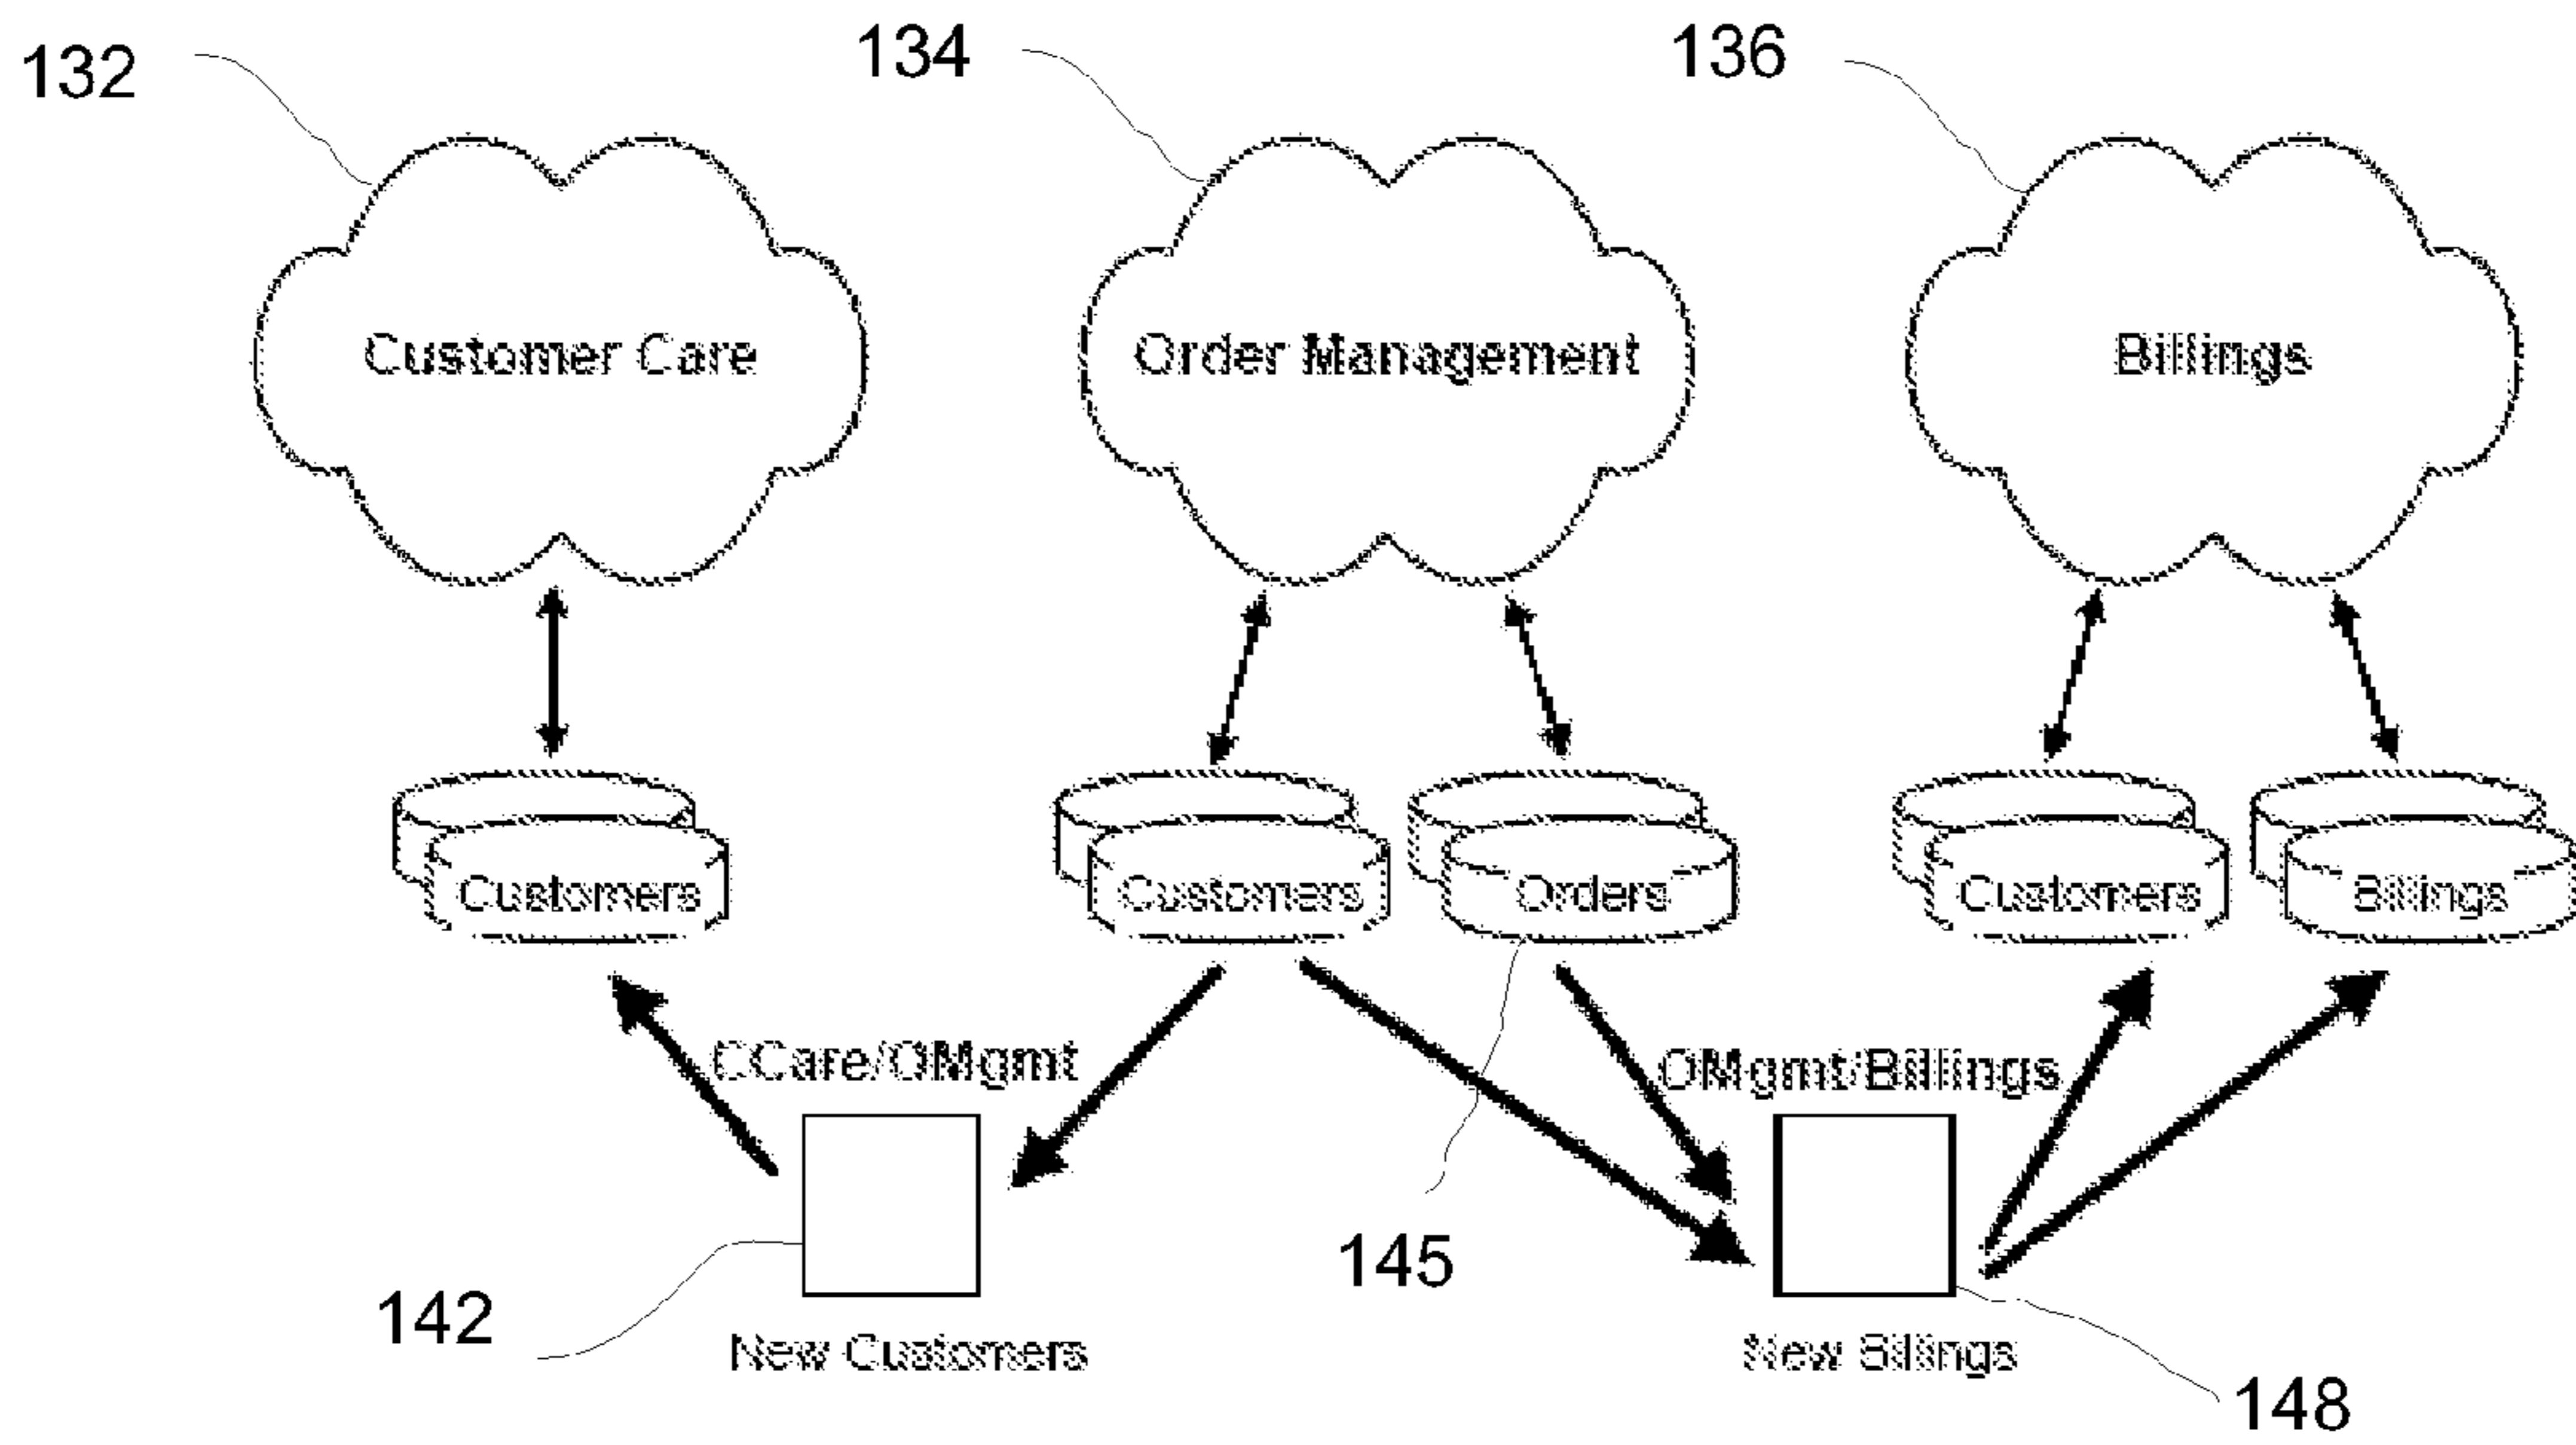 132
134
136
Customer Care
Order Management
Billings
Customers
Customers
Orders
Customers
Billings
CCare/OMgmt
OMgmt/Billings
145
142
New Customers
New Billings
148